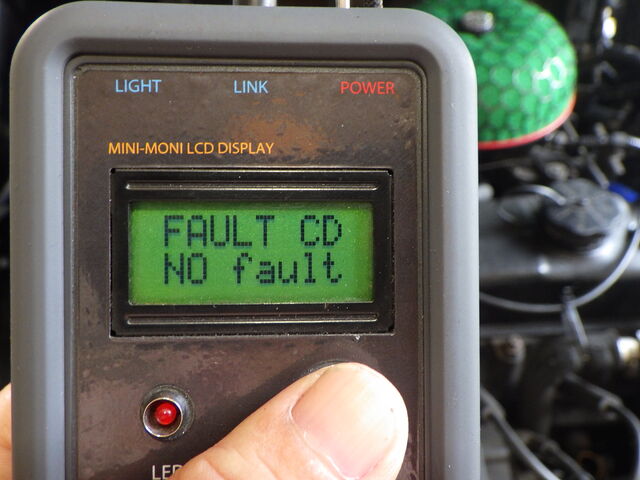 LIGHT LINK POWER
MINI-MONI LCD DISPLAY
FAULT CD
NO fault